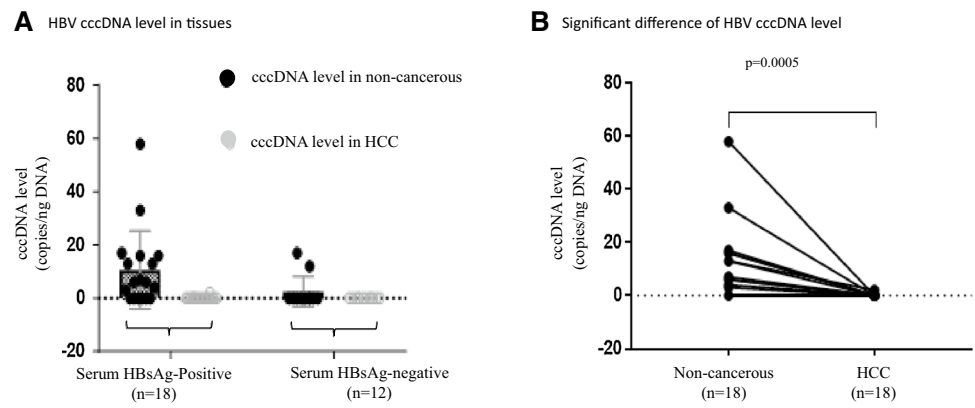 A HBV cccDNA level in tissues
cccDNA level in non-cancerous
cccDNA level in HCC
cccDNA level
(copies/ng DNA)
80
60
40
20
0
-20
Serum HBsAg-Positive
(n=18)
Serum HBsAg-negative
(n=12)
B Significant difference of HBV cccDNA level
p=0.0005
cccDNA level
(copies/ng DNA)
80
60
40
20
0
-20
Non-cancerous
(n=18)
HCC
(n=18)